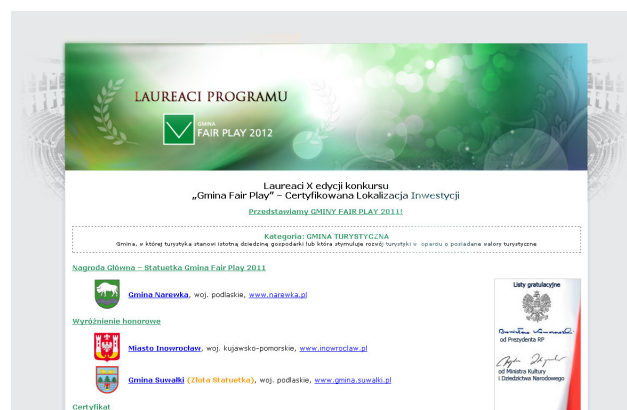 LAUREACI PROGRAMU
GMINA
FAIR PLAY 2012
Laureaci X edycji konkursu
„Gmina Fair Play” – Certyfikowana Lokalizacja Inwestycji
Przedstawiamy GMINY FAIR PLAY 2011!
Kategoria: GMINA TURYSTYCZNA
Gmina, w której turystyka stanowi istotną dziedzinę gospodarki lub która stymuluje rozwój turystyki w oparciu o posiadane walory turystyczne
Nagroda Główna – Statuetka Gmina Fair Play 2011
Gmina Narewka, woj. podlaskie, www.narewka.pl
Wyróżnienie honorowe
Miasto Inowrocław, woj. kujawsko-pomorskie, www.inowroclaw.pl
Gmina Suwałki (Złota Statuetka), woj. podlaskie, www.gmina.suwalki.pl
Certyfikat
Listy gratulacyjne
od Prezydenta RP
od Ministra Kultury
i Dziedzictwa Narodowego